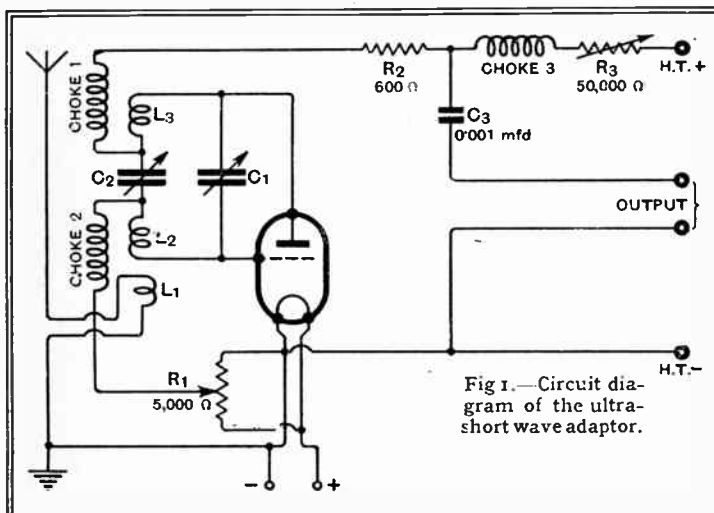 CHOKE 1
R2
600 Ω
CHOKE 3
R3
50,000 Ω
H.T.+
L3
C3
0·001 mfd
C2
C1
OUTPUT
CHOKE 2
L2
L1
R1
5,000 Ω
H.T.-
Fig 1.—Circuit dia-
gram of the ultra-
short wave adaptor.
- +